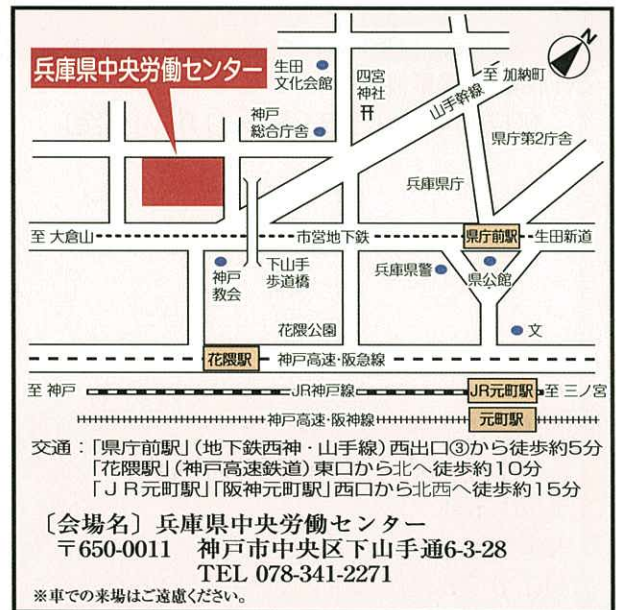 兵庫県中央労働センター
生田
文化会館
四宮
神社
至 加納町
N
山手幹線
神戸
総合庁舎
県庁第2庁舎
兵庫県庁
至 大倉山
市営地下鉄
県庁前駅
生田新道
神戸
教会
下山手
歩道橋
兵庫県警
県公館
花隈公園
文
花隈駅
神戸高速・阪急線
至 神戸
JR神戸線
JR元町駅
至 三ノ宮
神戸高速・阪神線
元町駅
交通：「県庁前駅」（地下鉄西神・山手線）西出口③から徒歩約5分
「花隈駅」（神戸高速鉄道）東口から北へ徒歩約10分
「ＪＲ元町駅」「阪神元町駅」西口から北西へ徒歩約15分
〔会場名〕兵庫県中央労働センター
〒650-0011　神戸市中央区下山手通6-3-28
TEL 078-341-2271
※車での来場はご遠慮ください。